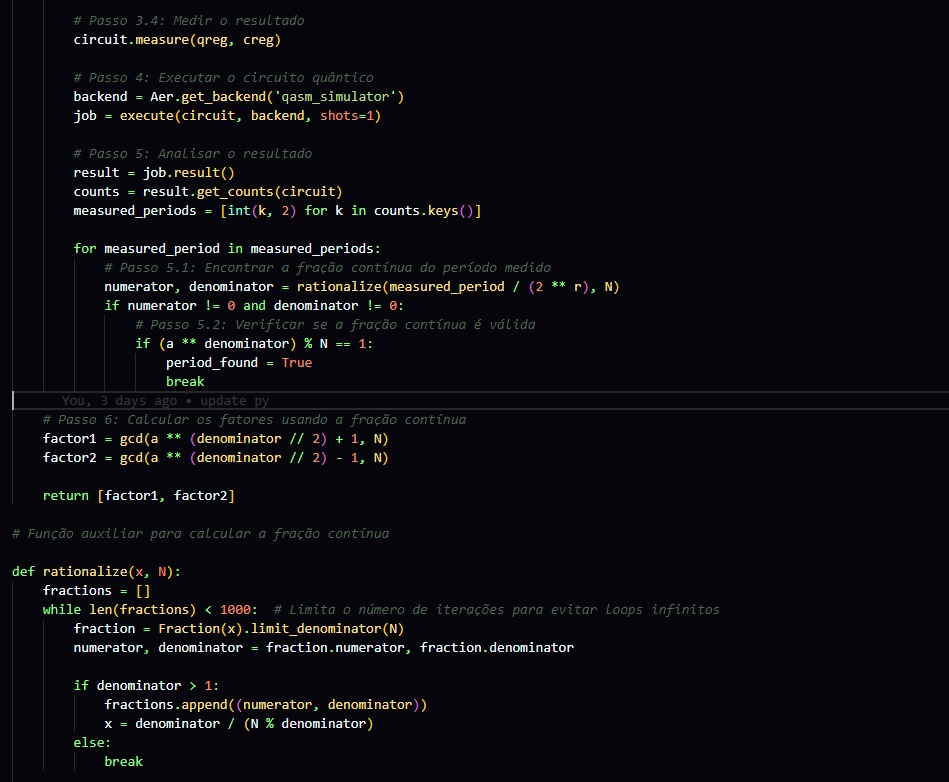 # Passo 3.4: Medir o resultado
circuit.measure(qreg, creg)
# Passo 4: Executar o circuito quântico
backend = Aer.get_backend('qasm_simulator')
job = execute(circuit, backend, shots=1)
# Passo 5: Analisar o resultado
result = job.result()
counts = result.get_counts(circuit)
measured_periods = [int(k, 2) for k in counts.keys()]
for measured_period in measured_periods:
# Passo 5.1: Encontrar a fração contínua do período medido
numerator, denominator = rationalize(measured_period / (2 ** r), N)
if numerator != 0 and denominator != 0:
# Passo 5.2: Verificar se a fração contínua é válida
if (a ** denominator) % N == 1:
period_found = True
break
You, 3 days ago • update py
# Passo 6: Calcular os fatores usando a fração contínua
factor1 = gcd(a ** (denominator // 2) + 1, N)
factor2 = gcd(a ** (denominator // 2) - 1, N)
return [factor1, factor2]
# Função auxiliar para calcular a fração contínua
def rationalize(x, N):
fractions = []
while len(fractions) < 1000:  # Limita o número de iterações para evitar loops infinitos
fraction = Fraction(x).limit_denominator(N)
numerator, denominator = fraction.numerator, fraction.denominator
if denominator > 1:
fractions.append((numerator, denominator))
x = denominator / (N % denominator)
else:
break